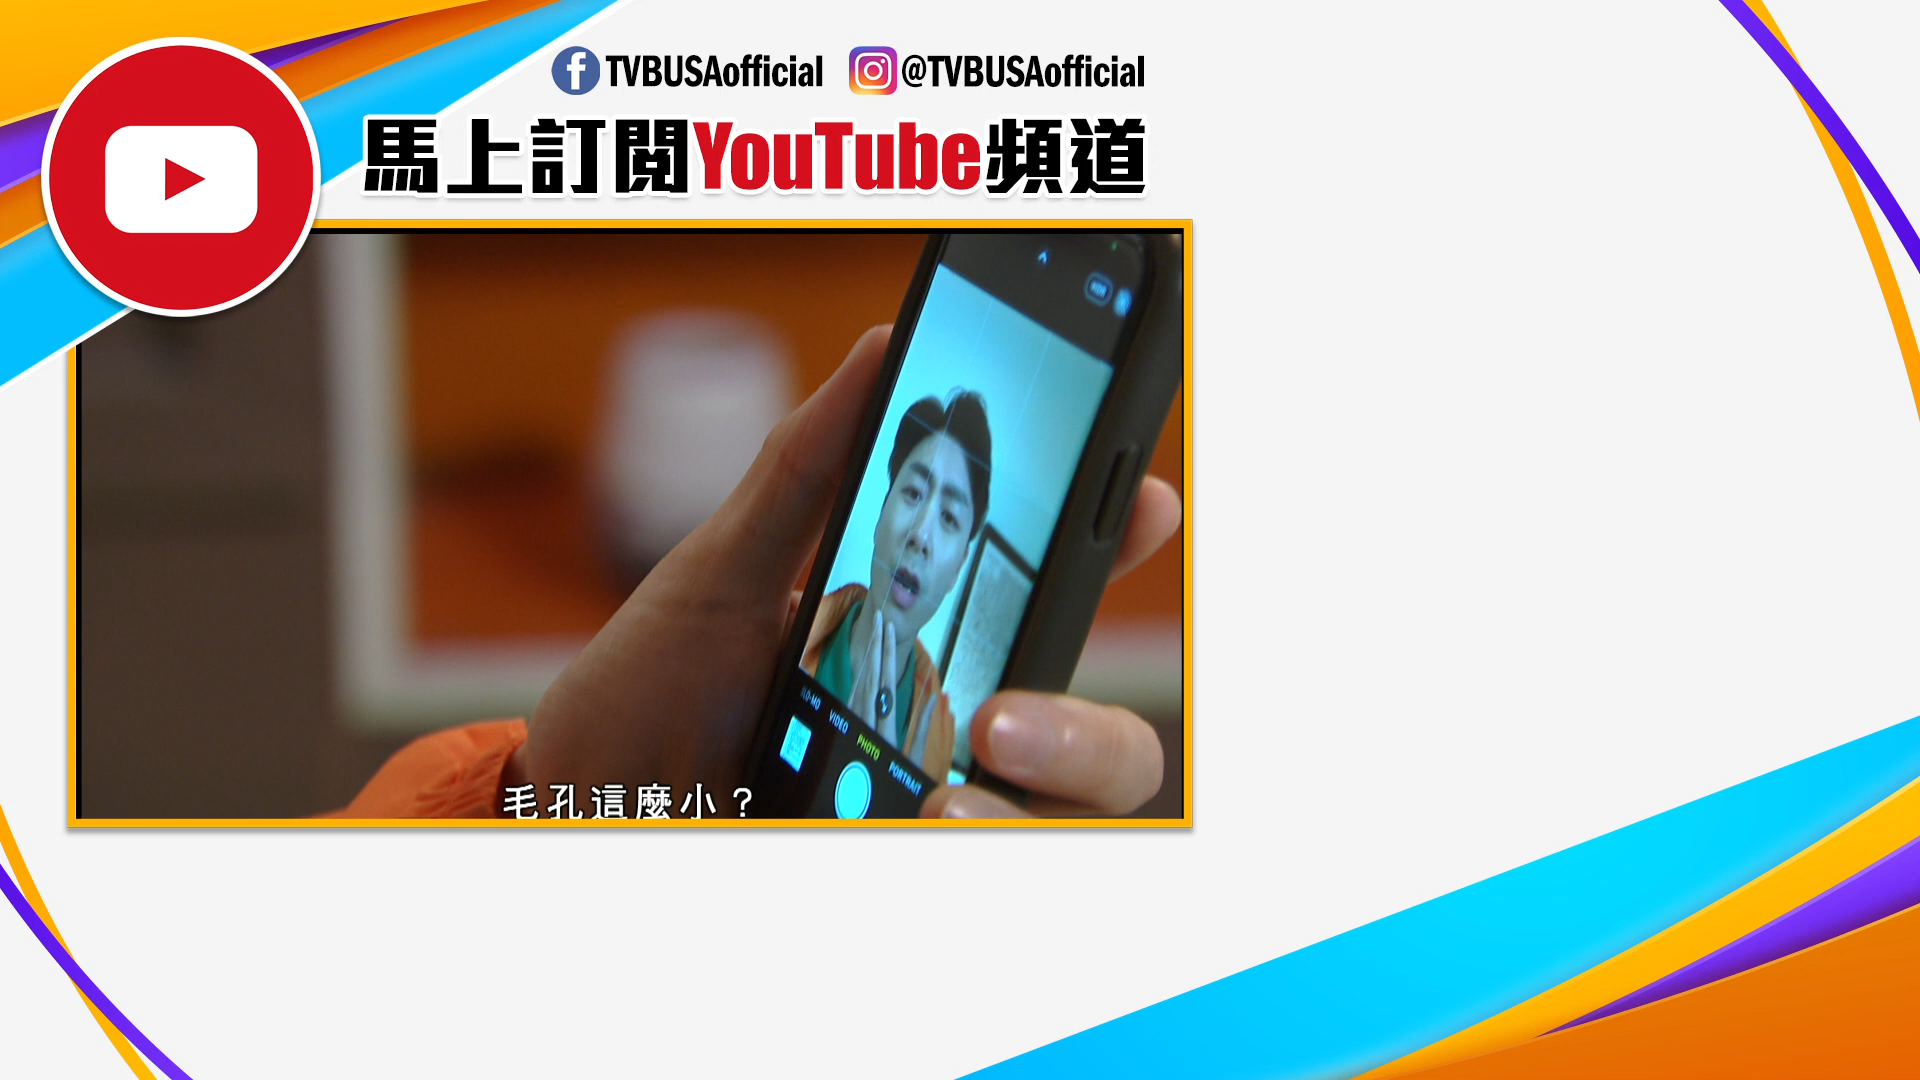 TVBUSAofficial @TVBUSAofficial
馬上訂閱YouTube頻道
VIDEO
PHOTO
PORTRAIT
毛孔這麼小？